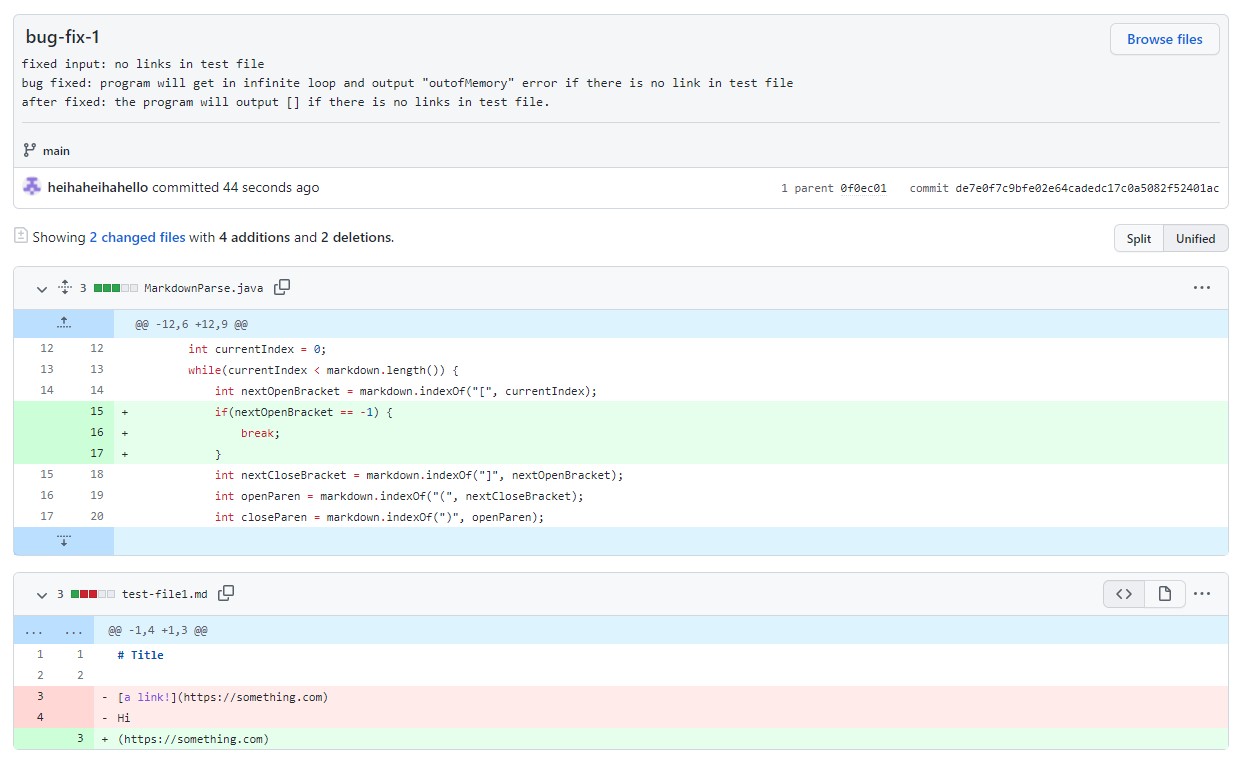 bug-fix-1
Browse files
fixed input: no links in test file
bug fixed: program will get in infinite loop and output "outofMemory" error if there is no link in test file
after fixed: the program will output [] if there is no links in test file.
main
heihaheihahello committed 44 seconds ago
1 parent 0f0ec01 commit de7e0f7c9bfe02e64cadedc17c0a5082f52401ac
Showing 2 changed files with 4 additions and 2 deletions.
Split Unified
3 MarkdownParse.java
@@ -12,6 +12,9 @@
12 12 int currentIndex = 0;
13 13 while(currentIndex < markdown.length()) {
14 14 int nextOpenBracket = markdown.indexOf("[", currentIndex);
15 + if(nextOpenBracket == -1) {
16 + break;
17 + }
15 18 int nextCloseBracket = markdown.indexOf("]", nextOpenBracket);
16 19 int openParen = markdown.indexOf("(", nextCloseBracket);
17 20 int closeParen = markdown.indexOf(")", openParen);
3 test-file1.md
... ... @@ -1,4 +1,3 @@
1 1 # Title
2 2
3 - [a link!](https://something.com)
4 - Hi
3 + (https://something.com)